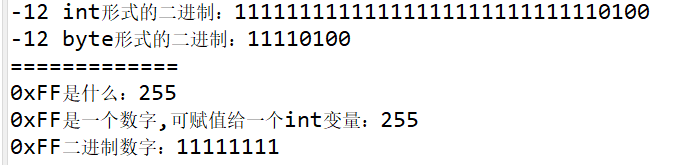 -12 int形式的二进制：11111111111111111111111111110100
-12 byte形式的二进制：11110100
=============
0xFF是什么：255
0xFF是一个数字,可赋值给一个int变量：255
0xFF二进制数字：11111111